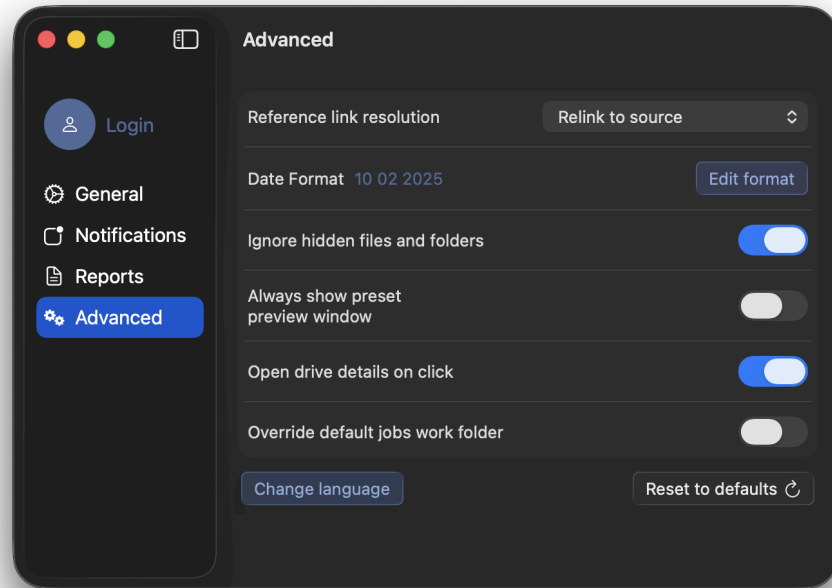 Advanced
Login
General
Notifications
Reports
Advanced
Reference link resolution
Relink to source
Date Format 10 02 2025
Edit format
Ignore hidden files and folders
Always show preset
preview window
Open drive details on click
Override default jobs work folder
Change language
Reset to defaults